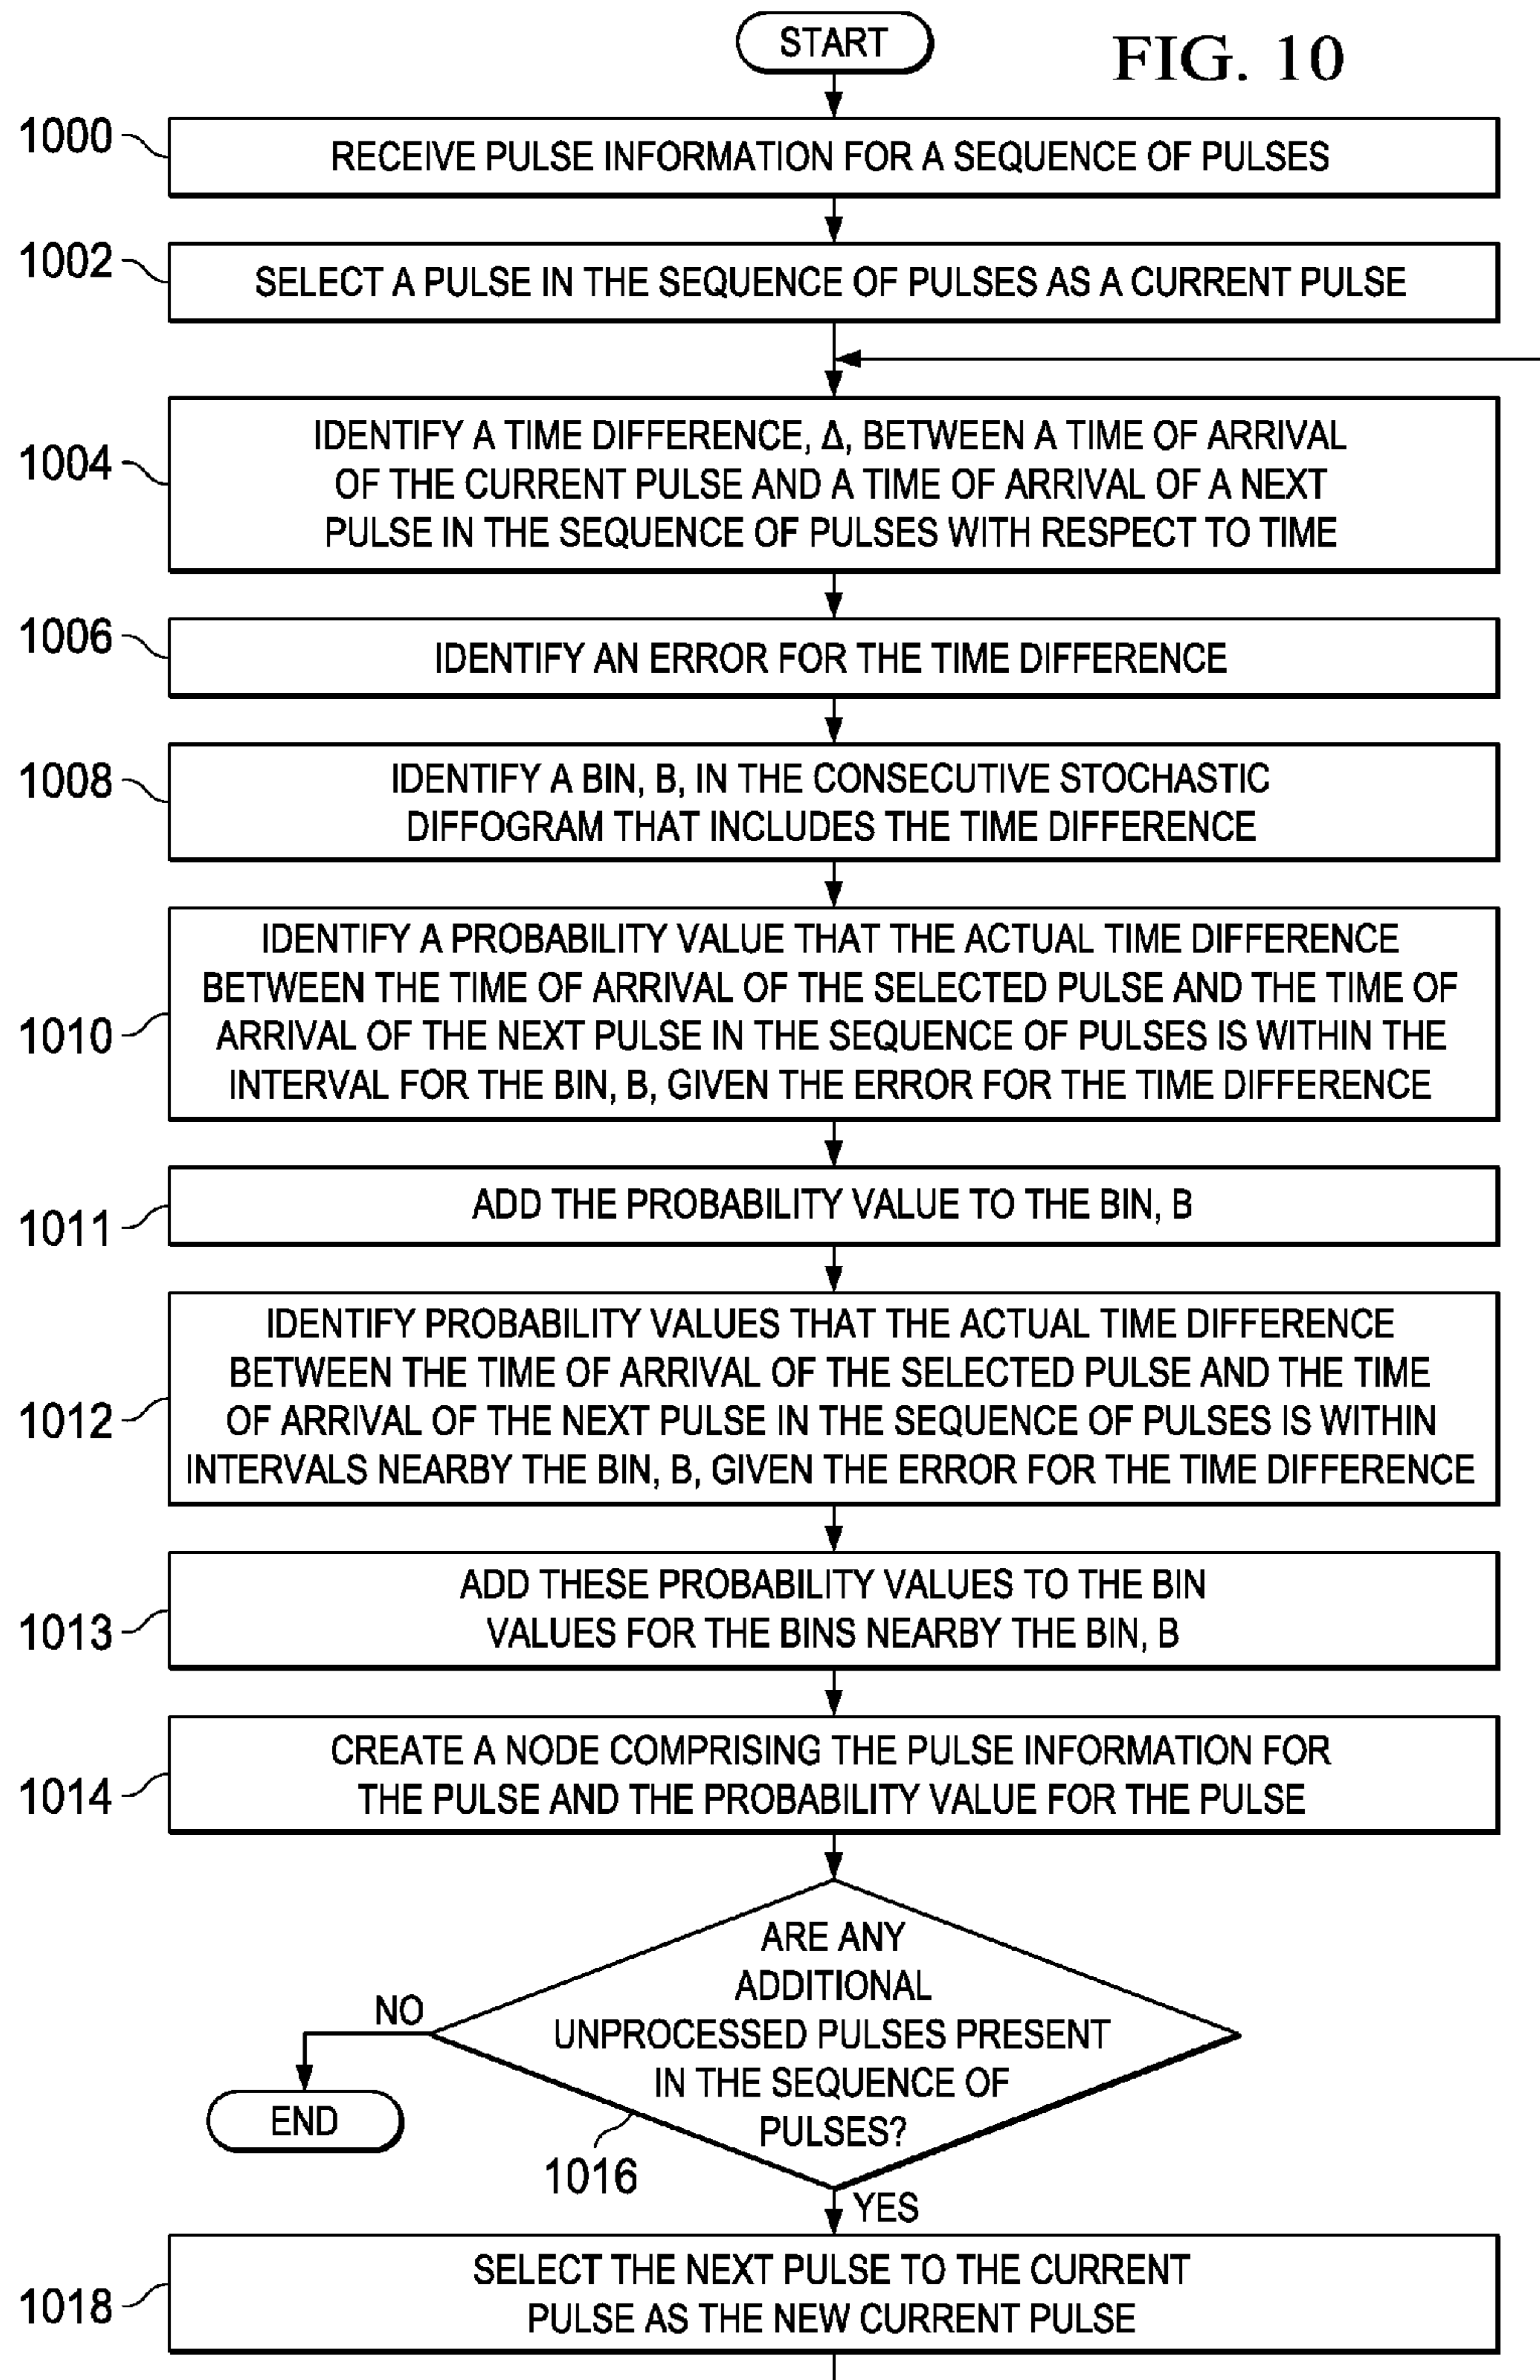 START
FIG. 10
1000
RECEIVE PULSE INFORMATION FOR A SEQUENCE OF PULSES
1002
SELECT A PULSE IN THE SEQUENCE OF PULSES AS A CURRENT PULSE
1004
IDENTIFY A TIME DIFFERENCE, Δ, BETWEEN A TIME OF ARRIVAL
OF THE CURRENT PULSE AND A TIME OF ARRIVAL OF A NEXT
PULSE IN THE SEQUENCE OF PULSES WITH RESPECT TO TIME
1006
IDENTIFY AN ERROR FOR THE TIME DIFFERENCE
1008
IDENTIFY A BIN, B, IN THE CONSECUTIVE STOCHASTIC
DIFFOGRAM THAT INCLUDES THE TIME DIFFERENCE
1010
IDENTIFY A PROBABILITY VALUE THAT THE ACTUAL TIME DIFFERENCE
BETWEEN THE TIME OF ARRIVAL OF THE SELECTED PULSE AND THE TIME OF
ARRIVAL OF THE NEXT PULSE IN THE SEQUENCE OF PULSES IS WITHIN THE
INTERVAL FOR THE BIN, B, GIVEN THE ERROR FOR THE TIME DIFFERENCE
1011
ADD THE PROBABILITY VALUE TO THE BIN, B
1012
IDENTIFY PROBABILITY VALUES THAT THE ACTUAL TIME DIFFERENCE
BETWEEN THE TIME OF ARRIVAL OF THE SELECTED PULSE AND THE TIME
OF ARRIVAL OF THE NEXT PULSE IN THE SEQUENCE OF PULSES IS WITHIN
INTERVALS NEARBY THE BIN, B, GIVEN THE ERROR FOR THE TIME DIFFERENCE
1013
ADD THESE PROBABILITY VALUES TO THE BIN
VALUES FOR THE BINS NEARBY THE BIN, B
1014
CREATE A NODE COMPRISING THE PULSE INFORMATION FOR
THE PULSE AND THE PROBABILITY VALUE FOR THE PULSE
ARE ANY
ADDITIONAL
UNPROCESSED PULSES PRESENT
IN THE SEQUENCE OF
PULSES?
NO
END
1016
YES
1018
SELECT THE NEXT PULSE TO THE CURRENT
PULSE AS THE NEW CURRENT PULSE